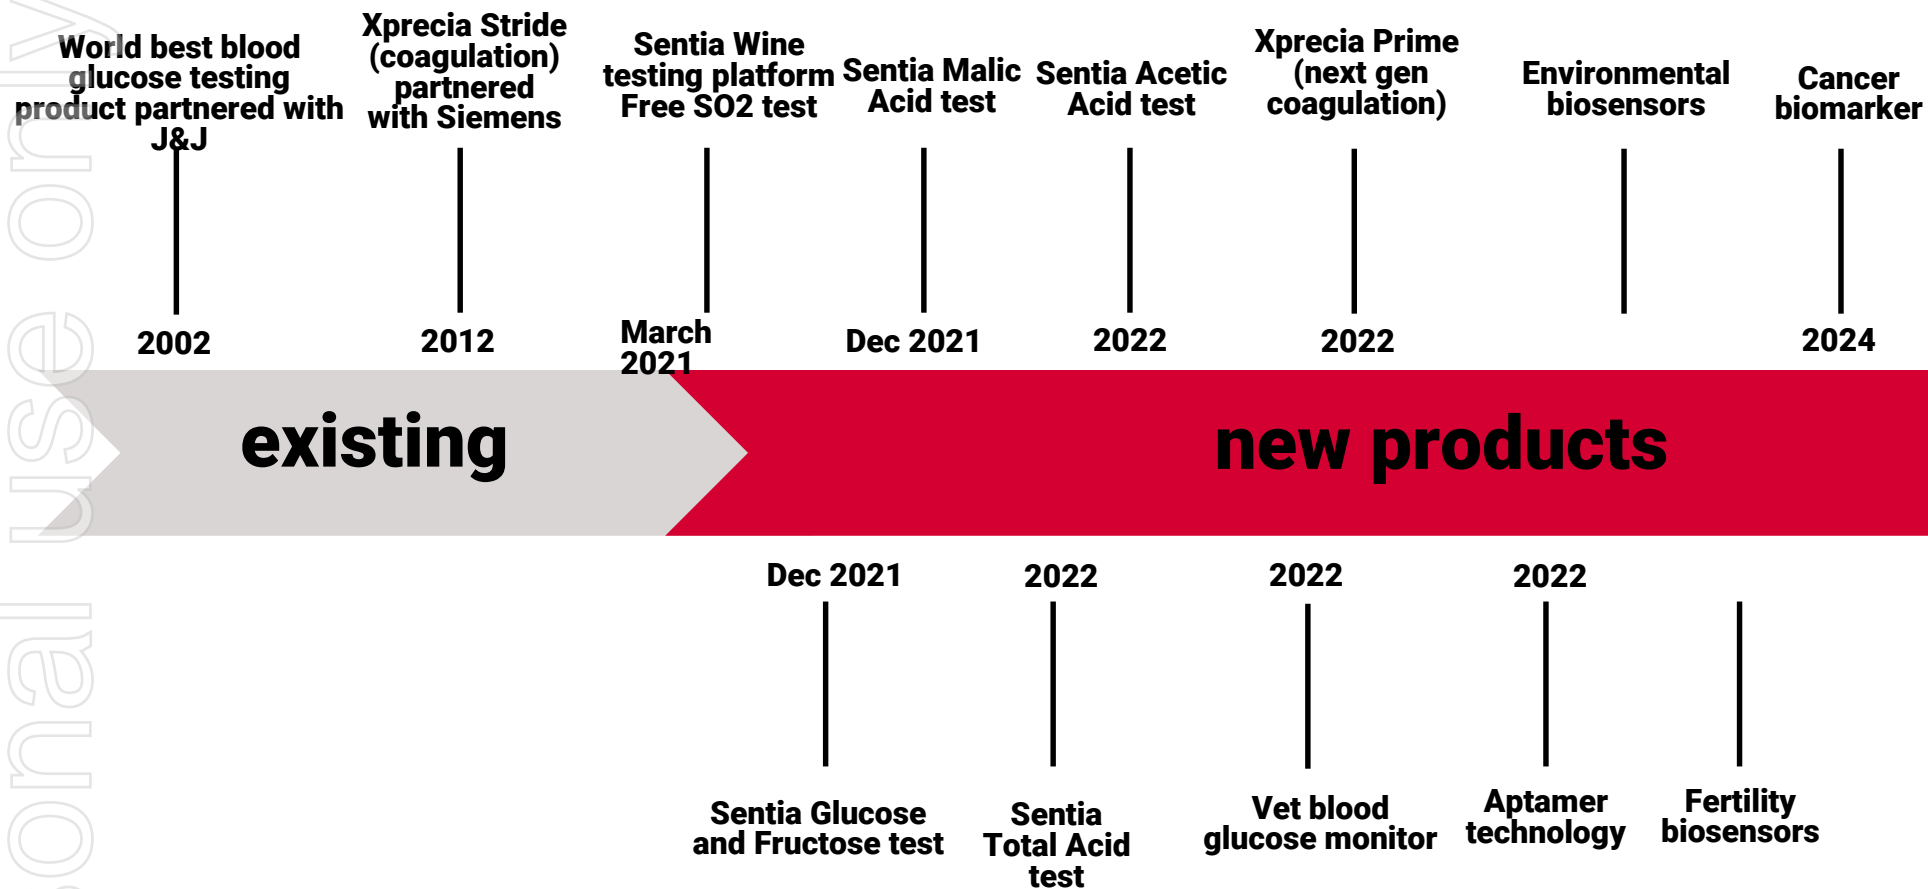 World best blood
glucose testing
product partnered with
J&J
2002
Xprecia Stride
(coagulation)
partnered
with Siemens
2012
Sentia Wine
testing platform
Free SO2 test
March
2021
Sentia Malic
Acid test
Dec 2021
Sentia Acetic
Acid test
2022
Xprecia Prime
(next gen
coagulation)
2022
Environmental
biosensors
Cancer
biomarker
2024
existing
new products
Dec 2021
Sentia Glucose
and Fructose test
2022
Sentia
Total Acid
test
2022
Vet blood
glucose monitor
2022
Aptamer
technology
Fertility
biosensors
sonal use only